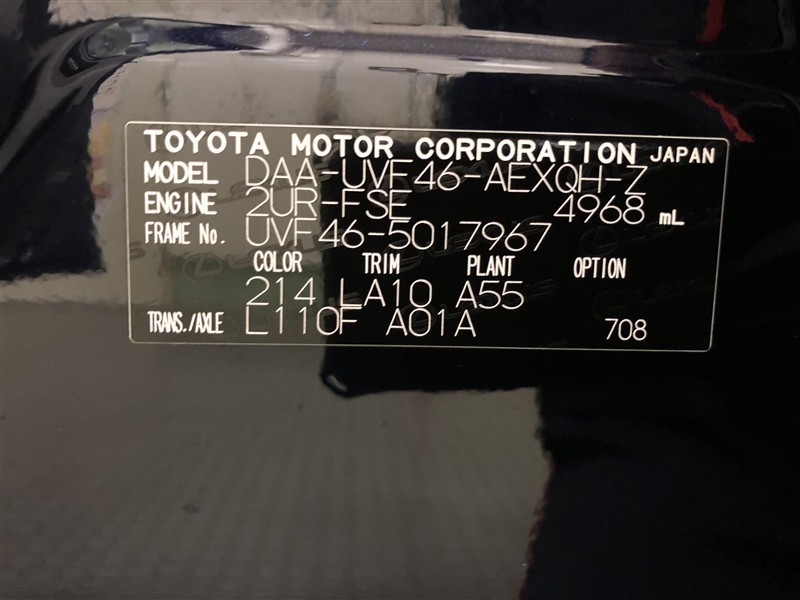 TOYOTA MOTOR CORPORATION JAPAN
MODEL DAA-UVF46-AEXQH-Z
ENGINE 2UR-FSE 4968 mL
FRAME No. UVF46-5017967
COLOR TRIM PLANT OPTION
214 LA10 A55
TRANS./AXLE L110F A01A 708